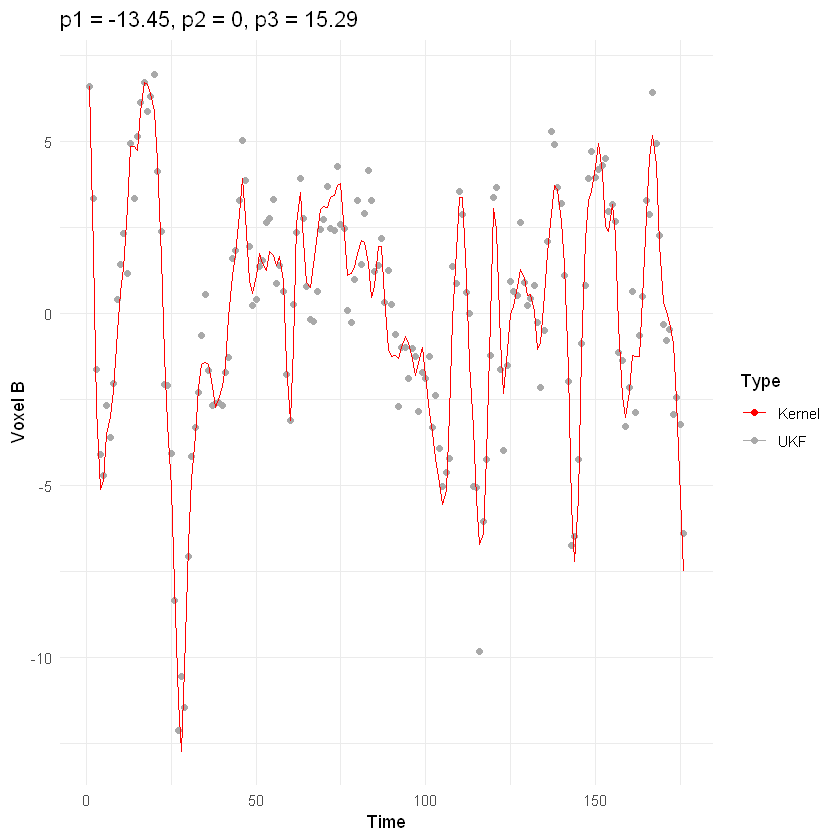 p1 = -13.45, p2 = 0, p3 = 15.29
5
0
-5
-10
Voxel B
0 50 100 150
Time
Type
Kernel
UKF